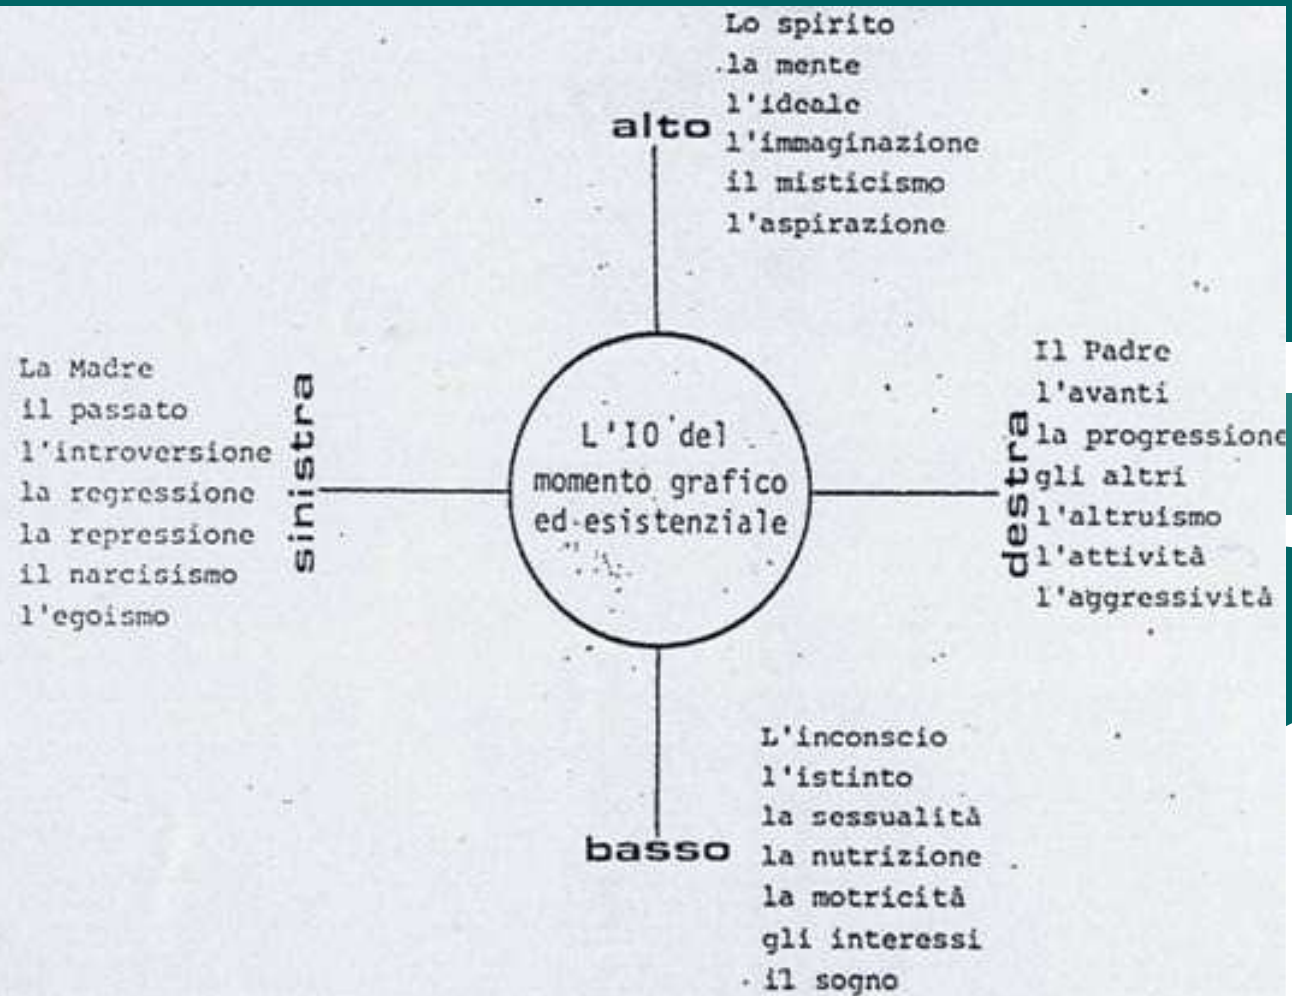 Lo spirito
la mente
l'ideale
l'immaginazione
il misticismo
l'aspirazione
alto
La Madre
il passato
l'introversione
la regressione
la repressione
il narcisismo
l'egoismo
sinistra
L'IO del
momento grafico
ed esistenziale
destra
Il Padre
l'avanti
la progressione
gli altri
l'altruismo
l'attività
l'aggressività
basso
L'inconscio
l'istinto
la sessualità
la nutrizione
la motricità
gli interessi
il sogno